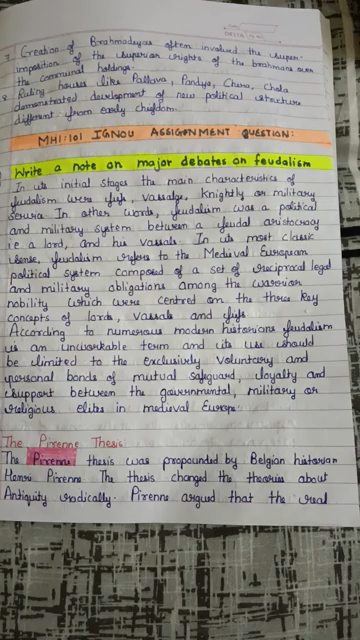 7. Creation of Brahmadeyas often involved the super-
imposition of the superior rights of the brahmans over
the communal holdings.
8. Ruling houses like Pallava, Pandya, Chera, Chola
demonstrated development of new political structure
different from early chiefdom.
MHI:101 IGNOU ASSIGNMENT QUESTION:
Write a note on major debates on feudalism
In its initial stages the main characteristics of
feudalism were fiefs, vassalge, knightly or military
service. In other words, feudalism was a political
and military system between a feudal aristocracy
i.e a lord, and his vassals. In its most classic
sense, feudalism refers to the Medieval European
political system composed of a set of reciprocal legal
and military obligations among the warrior
nobility which were centred on the three key
concepts of lords, vassals and fiefs
According to numerous modern historians feudalism
is an unworkable term and its use should
be limited to the exclusively voluntary and
personal bonds of mutual safeguard, loyalty and
support between the governmental, military or
religious elites in medieval Europe.
The Pirenne Thesis
The Pirenne thesis was propounded by Belgian historian
Henri Pirenne. The thesis changed the theories about
Antiquity radically. Pirenne argued that the real